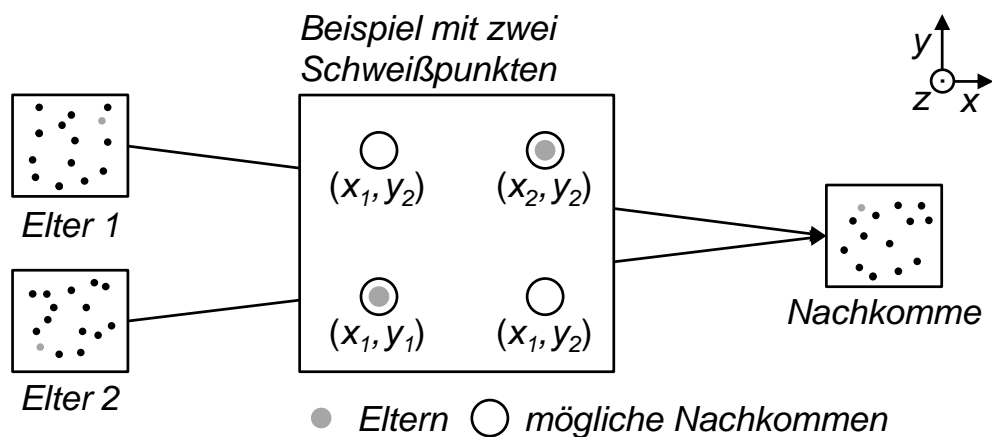 Beispiel mit zwei
Schweißpunkten
y
z x
Elter 1
(x₁, y₂) (x₂, y₂)
Elter 2
(x₁, y₁) (x₁, y₂)
Nachkomme
Eltern mögliche Nachkommen